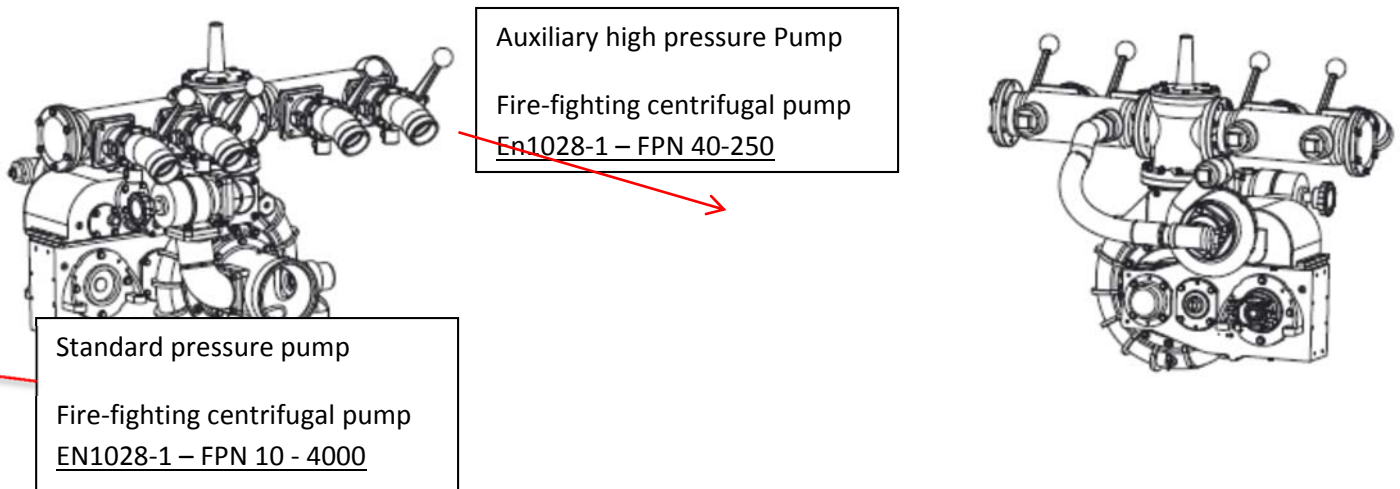 Auxiliary high pressure Pump
Fire-fighting centrifugal pump
En1028-1 – FPN 40-250
Standard pressure pump
Fire-fighting centrifugal pump
EN1028-1 – FPN 10 - 4000